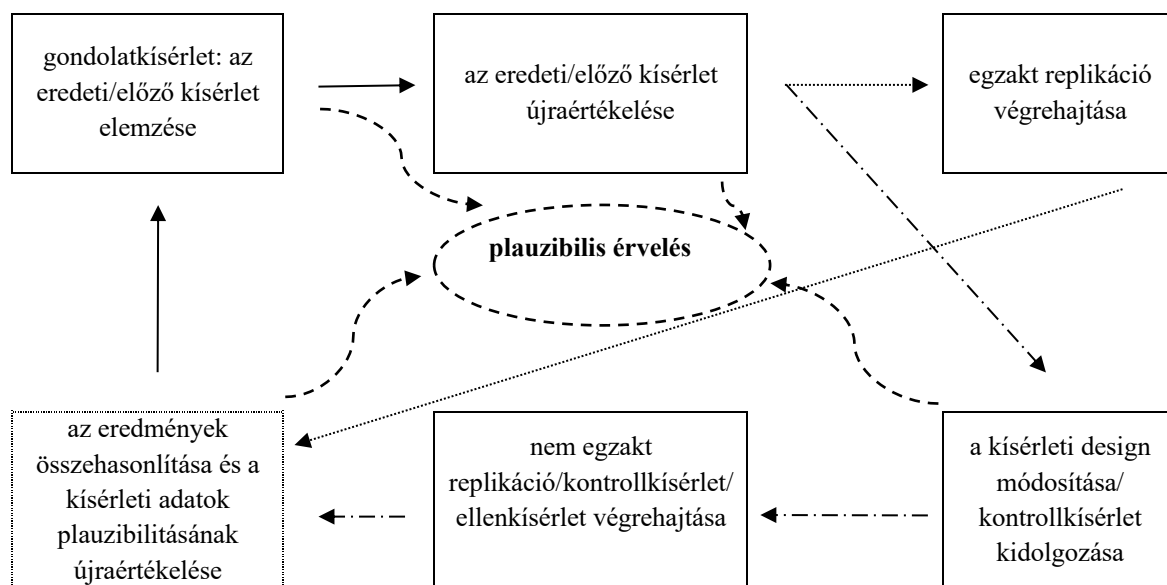 gondolatkísérlet: az
eredeti/előző kísérlet
elemzése
az eredeti/előző kísérlet
újraértékelése
egzakt replikáció
végrehajtása
plauzibilis érvelés
az eredmények
összehasonlítása és a
kísérleti adatok
plauzibilitásának
újraértékelése
nem egzakt
replikáció/kontrollkísérlet/
ellenkísérlet végrehajtása
a kísérleti design
módosítása/
kontrollkísérlet
kidolgozása